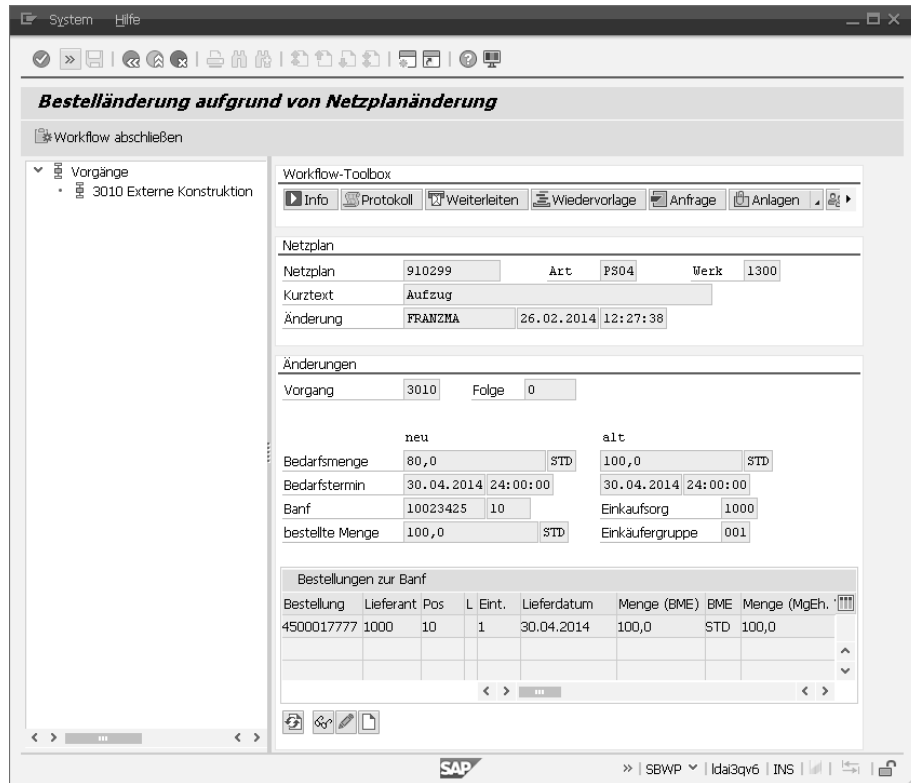 System Hilfe
Bestelländerung aufgrund von Netzplanänderung
Workflow abschließen
Vorgänge
3010 Externe Konstruktion
Workflow-Toolbox
Info Protokoll Weiterleiten Wiedervorlage Anfrage Anlagen
Netzplan
Netzplan 910299 Art PS04 Werk 1300
Kurztext Aufzug
Änderung FRANZMA 26.02.2014 12:27:38
Änderungen
Vorgang 3010 Folge 0
neu alt
Bedarfsmenge 80,0 STD 100,0 STD
Bedarfstermin 30.04.2014 24:00:00 30.04.2014 24:00:00
Banf 10023425 10 Einkaufsorg 1000
bestellte Menge 100,0 STD Einkäufergruppe 001
Bestellungen zur Banf
Bestellung Lieferant Pos L Eint. Lieferdatum Menge (BME) BME Menge (MgEh.
4500017777 1000 10 1 30.04.2014 100,0 STD 100,0
SAP SBWP ldai3qv6 INS